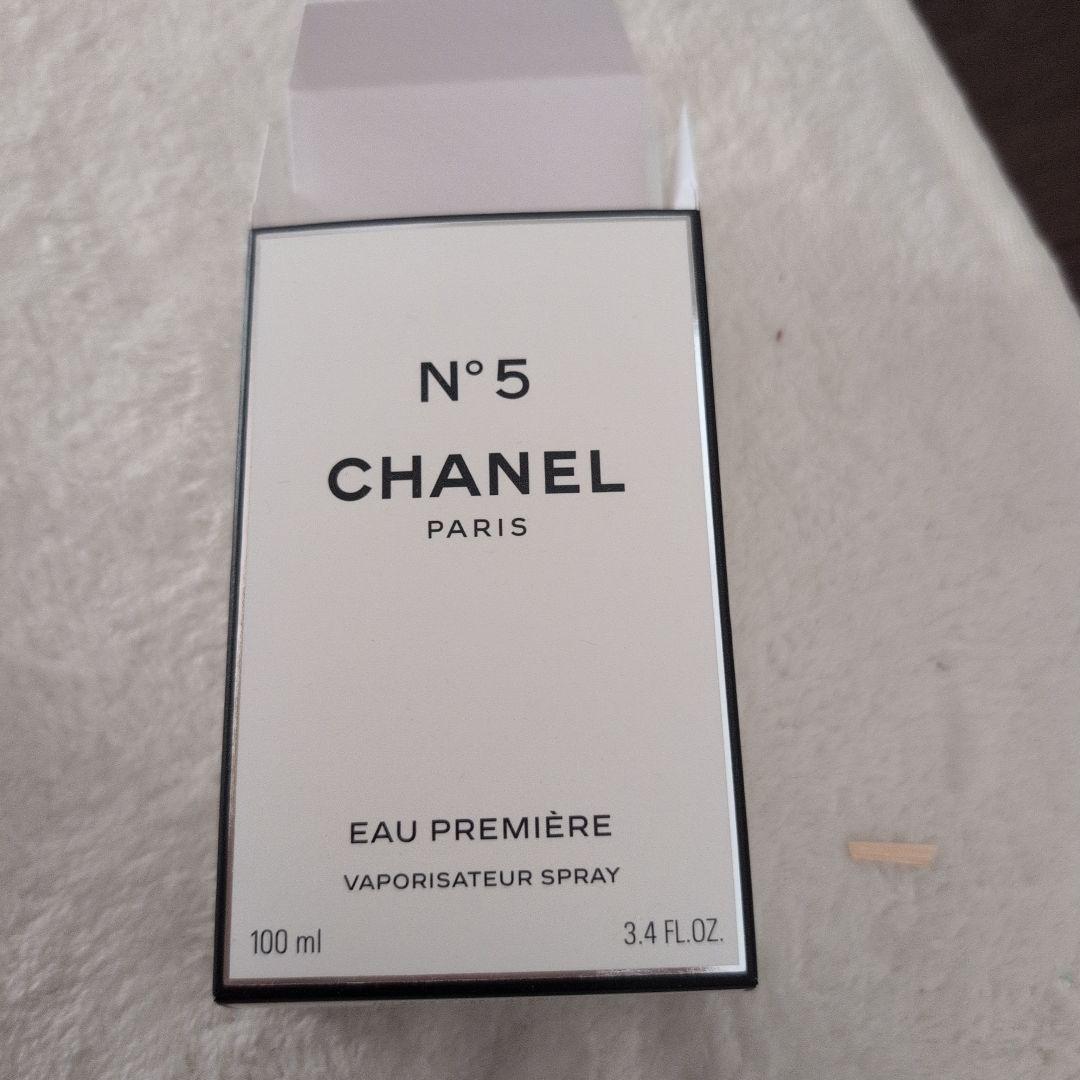 N°5
CHANEL
PARIS
EAU PREMIÈRE
VAPORISATEUR SPRAY
100 ml 3.4 FL.OZ.